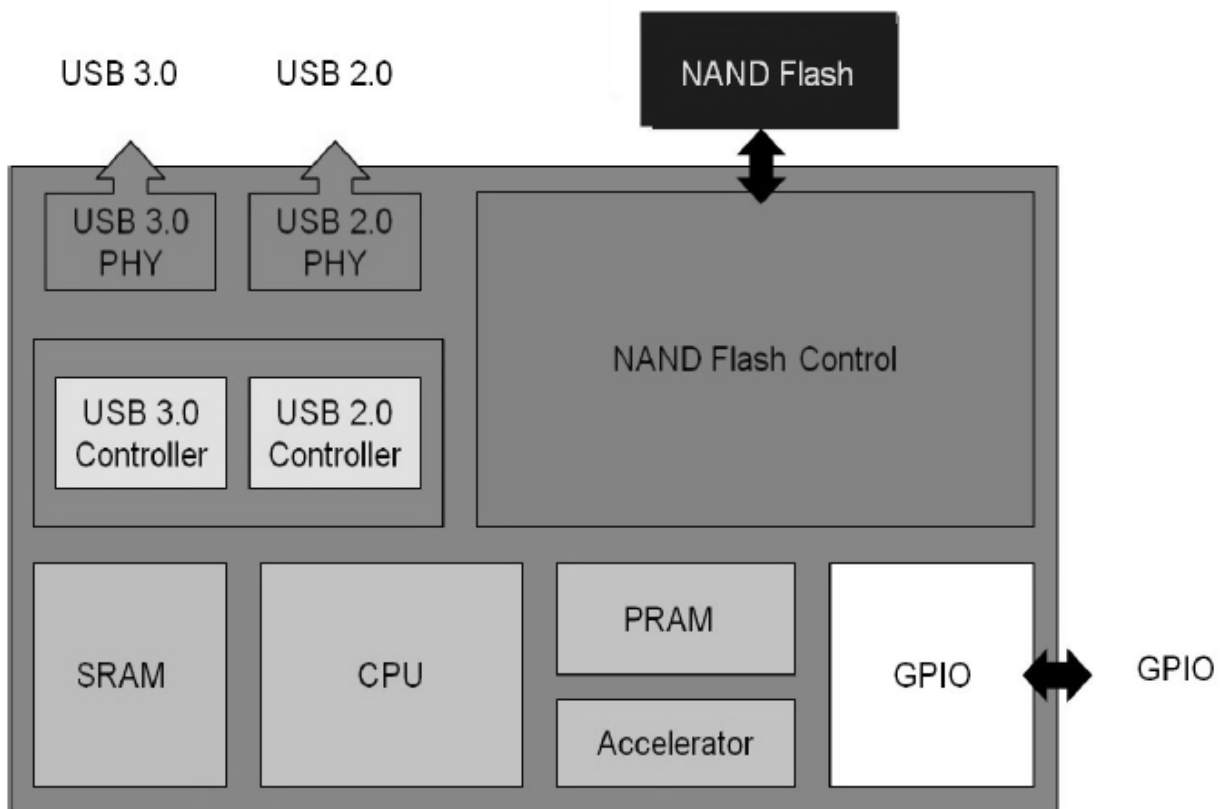 USB 3.0
USB 2.0
NAND Flash
USB 3.0
PHY
USB 2.0
PHY
NAND Flash Control
USB 3.0
Controller
USB 2.0
Controller
SRAM
CPU
PRAM
Accelerator
GPIO
GPIO